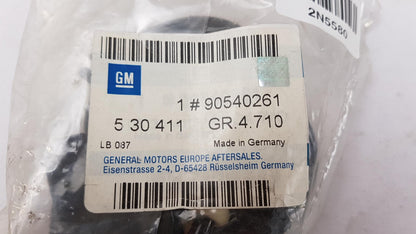 2N5580
GM
1 # 90540261
5 30 411 GR.4.710
LB 087 Made in Germany
GENERAL MOTORS EUROPE AFTERSALES.
Eisenstrasse 2-4, D-65428 Rüsselsheim Germany